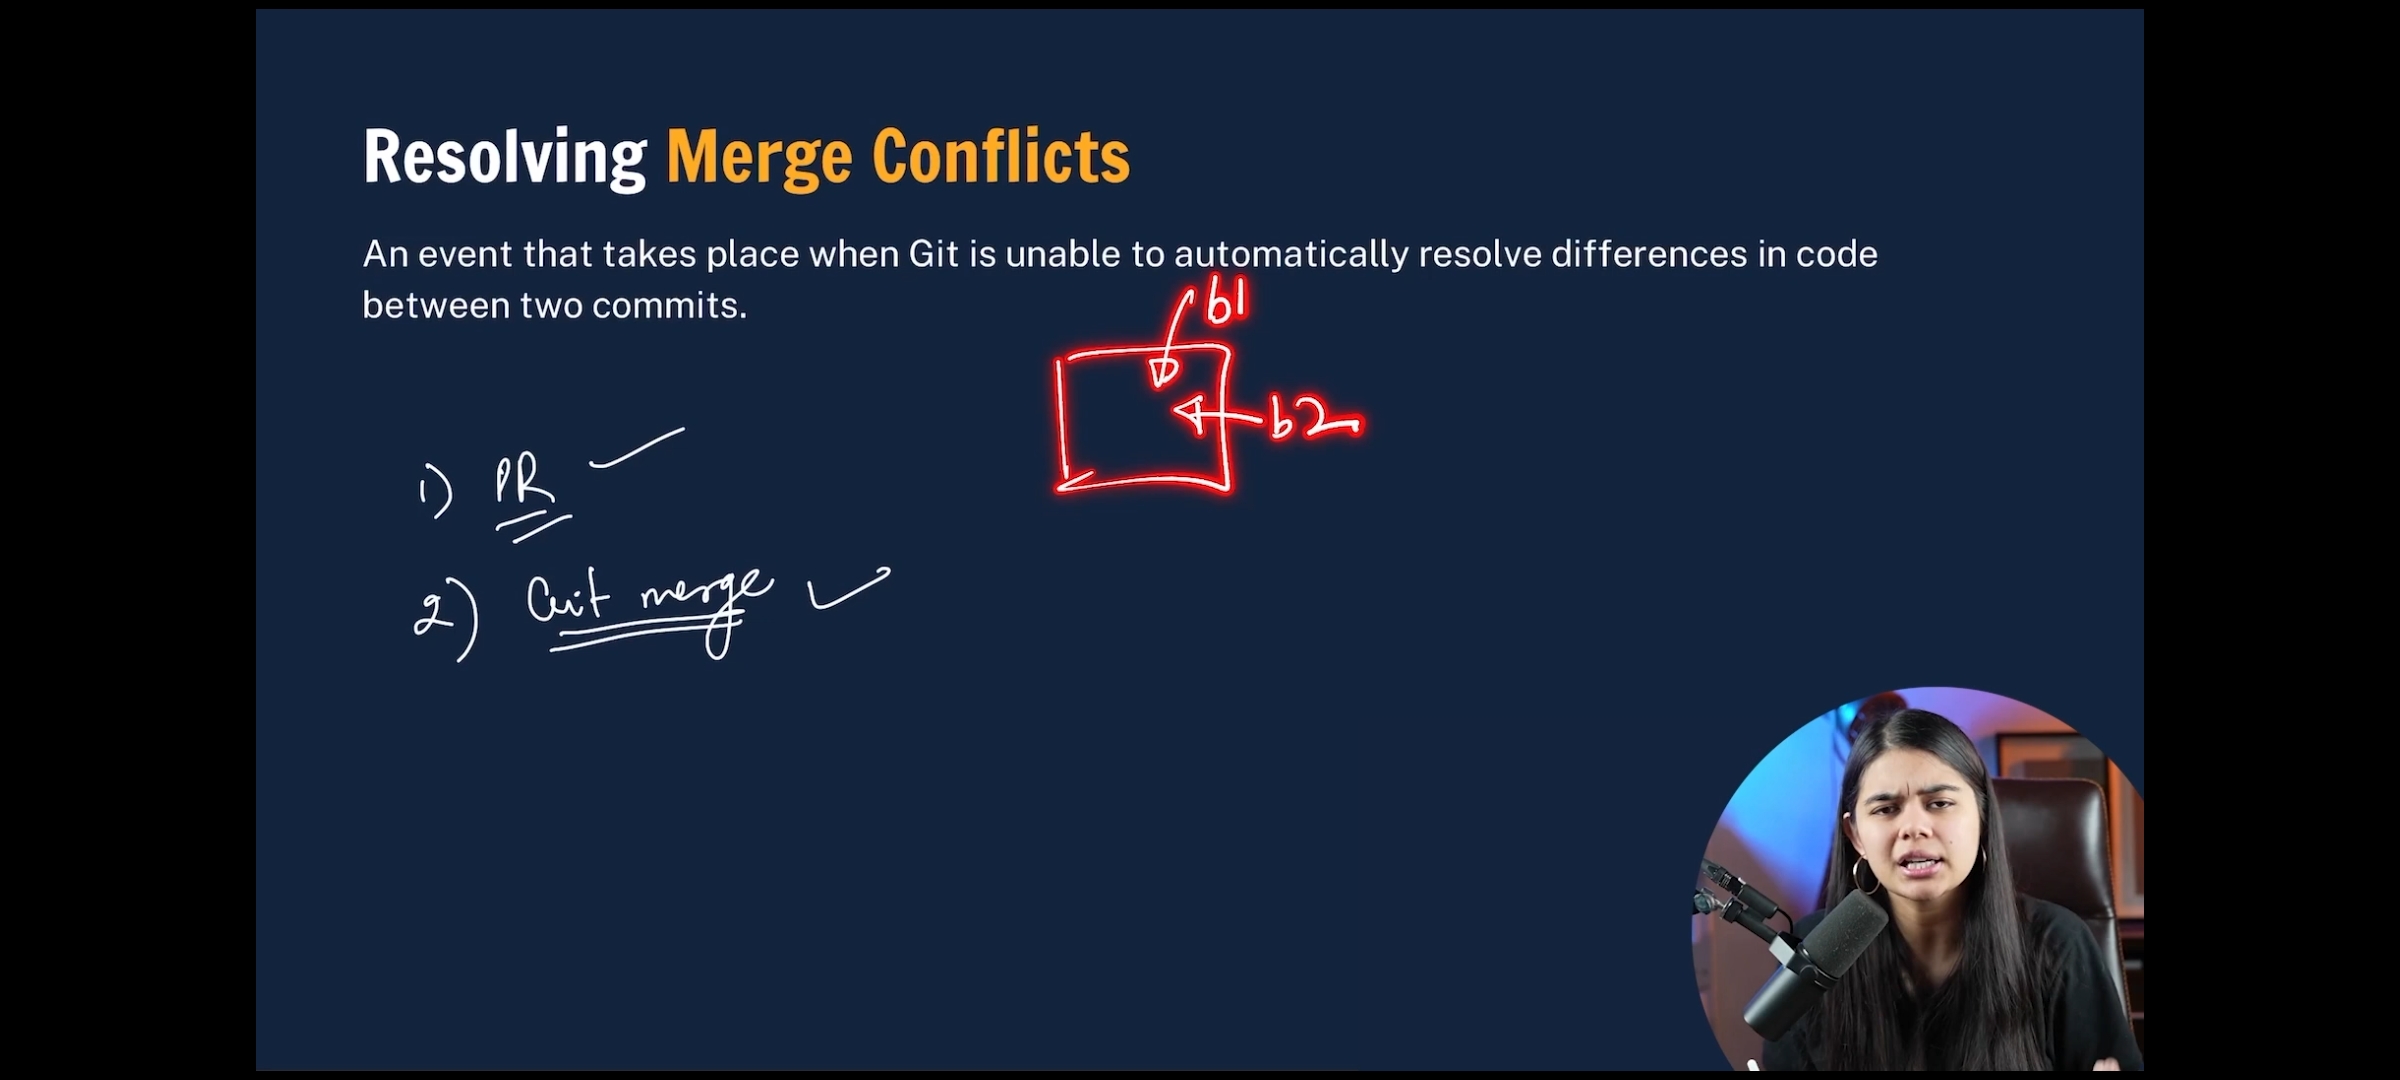 Resolving Merge Conflicts
An event that takes place when Git is unable to automatically resolve differences in code
between two commits.
b1
b2
1) PR
2) Git merge